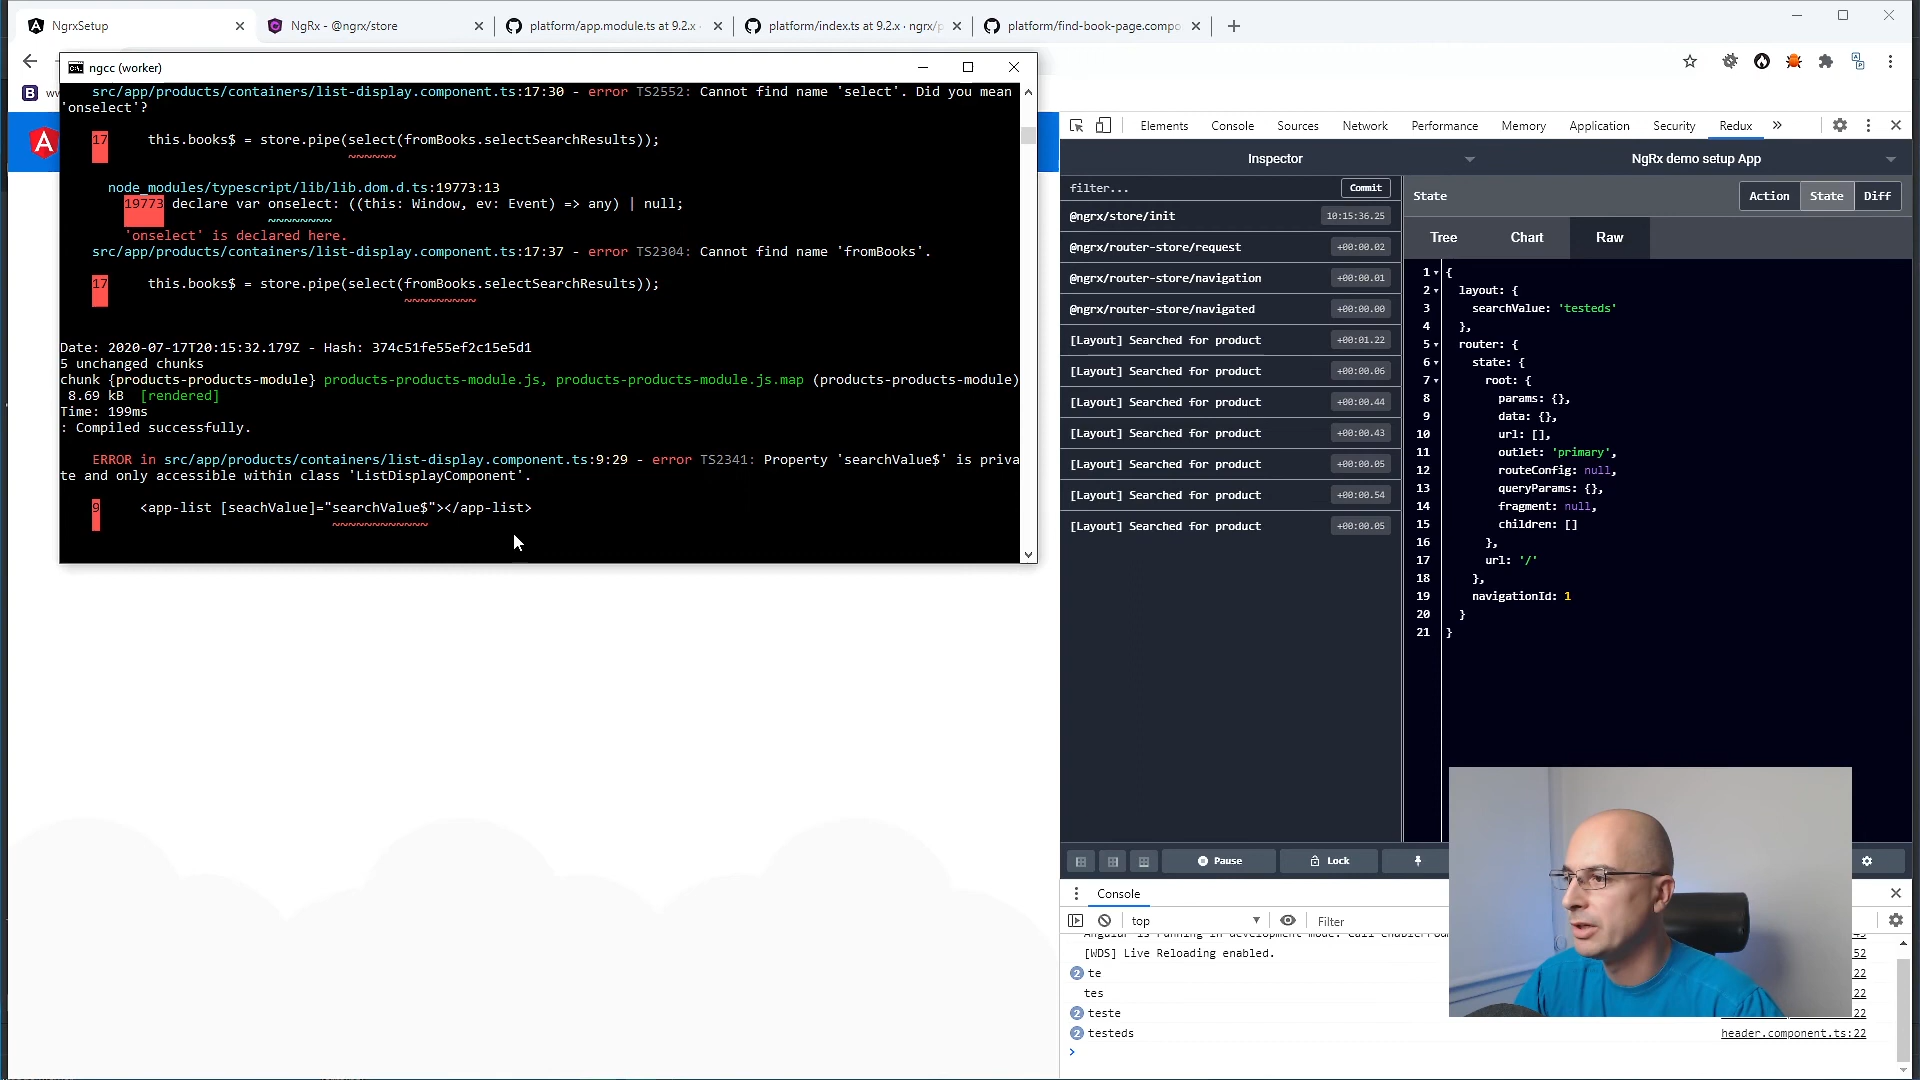 NgrxSetup
NgRx - @ngrx/store
platform/app.module.ts at 9.2.x ·
platform/index.ts at 9.2.x · ngrx/p
platform/find-book-page.compo
ngcc (worker)
src/app/products/containers/list-display.component.ts:17:30 - error TS2552: Cannot find name 'select'. Did you mean
'onselect'?
17 this.books$ = store.pipe(select(fromBooks.selectSearchResults));
~~~~~~
node_modules/typescript/lib/lib.dom.d.ts:19773:13
19773 declare var onselect: ((this: Window, ev: Event) => any) | null;
~~~~~~~~
'onselect' is declared here.
src/app/products/containers/list-display.component.ts:17:37 - error TS2304: Cannot find name 'fromBooks'.
17 this.books$ = store.pipe(select(fromBooks.selectSearchResults));
~~~~~~~~~
Date: 2020-07-17T20:15:32.179Z - Hash: 374c51fe55ef2c15e5d1
5 unchanged chunks
chunk {products-products-module} products-products-module.js, products-products-module.js.map (products-products-module)
8.69 kB [rendered]
Time: 199ms
: Compiled successfully.
ERROR in src/app/products/containers/list-display.component.ts:9:29 - error TS2341: Property 'searchValue$' is priva
te and only accessible within class 'ListDisplayComponent'.
9 <app-list [seachValue]="searchValue$"></app-list>
~~~~~~~~~~~~
Elements Console Sources Network Performance Memory Application Security Redux
Inspector
NgRx demo setup App
filter... Commit
@ngrx/store/init 10:15:36.25
@ngrx/router-store/request +00:00.02
@ngrx/router-store/navigation +00:00.01
@ngrx/router-store/navigated +00:00.00
[Layout] Searched for product +00:01.22
[Layout] Searched for product +00:00.06
[Layout] Searched for product +00:00.44
[Layout] Searched for product +00:00.43
[Layout] Searched for product +00:00.05
[Layout] Searched for product +00:00.54
[Layout] Searched for product +00:00.05
State Action State Diff
Tree Chart Raw
1 {
2 layout: {
3 searchValue: 'testeds'
4 },
5 router: {
6 state: {
7 root: {
8 params: {},
9 data: {},
10 url: [],
11 outlet: 'primary',
12 routeConfig: null,
13 queryParams: {},
14 fragment: null,
15 children: []
16 },
17 url: '/'
18 },
19 navigationId: 1
20 }
21 }
Pause Lock
Console
top Filter
[WDS] Live Reloading enabled. 52
2 te 22
tes 22
2 teste 22
2 testeds header.component.ts:22